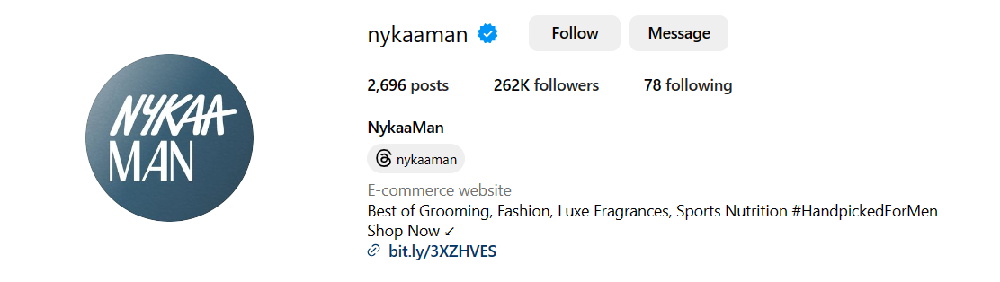 NYKAA
MAN
nykaaman
Follow
Message
2,696 posts
262K followers
78 following
NykaaMan
nykaaman
E-commerce website
Best of Grooming, Fashion, Luxe Fragrances, Sports Nutrition #HandpickedForMen
Shop Now ↙
bit.ly/3XZHVES